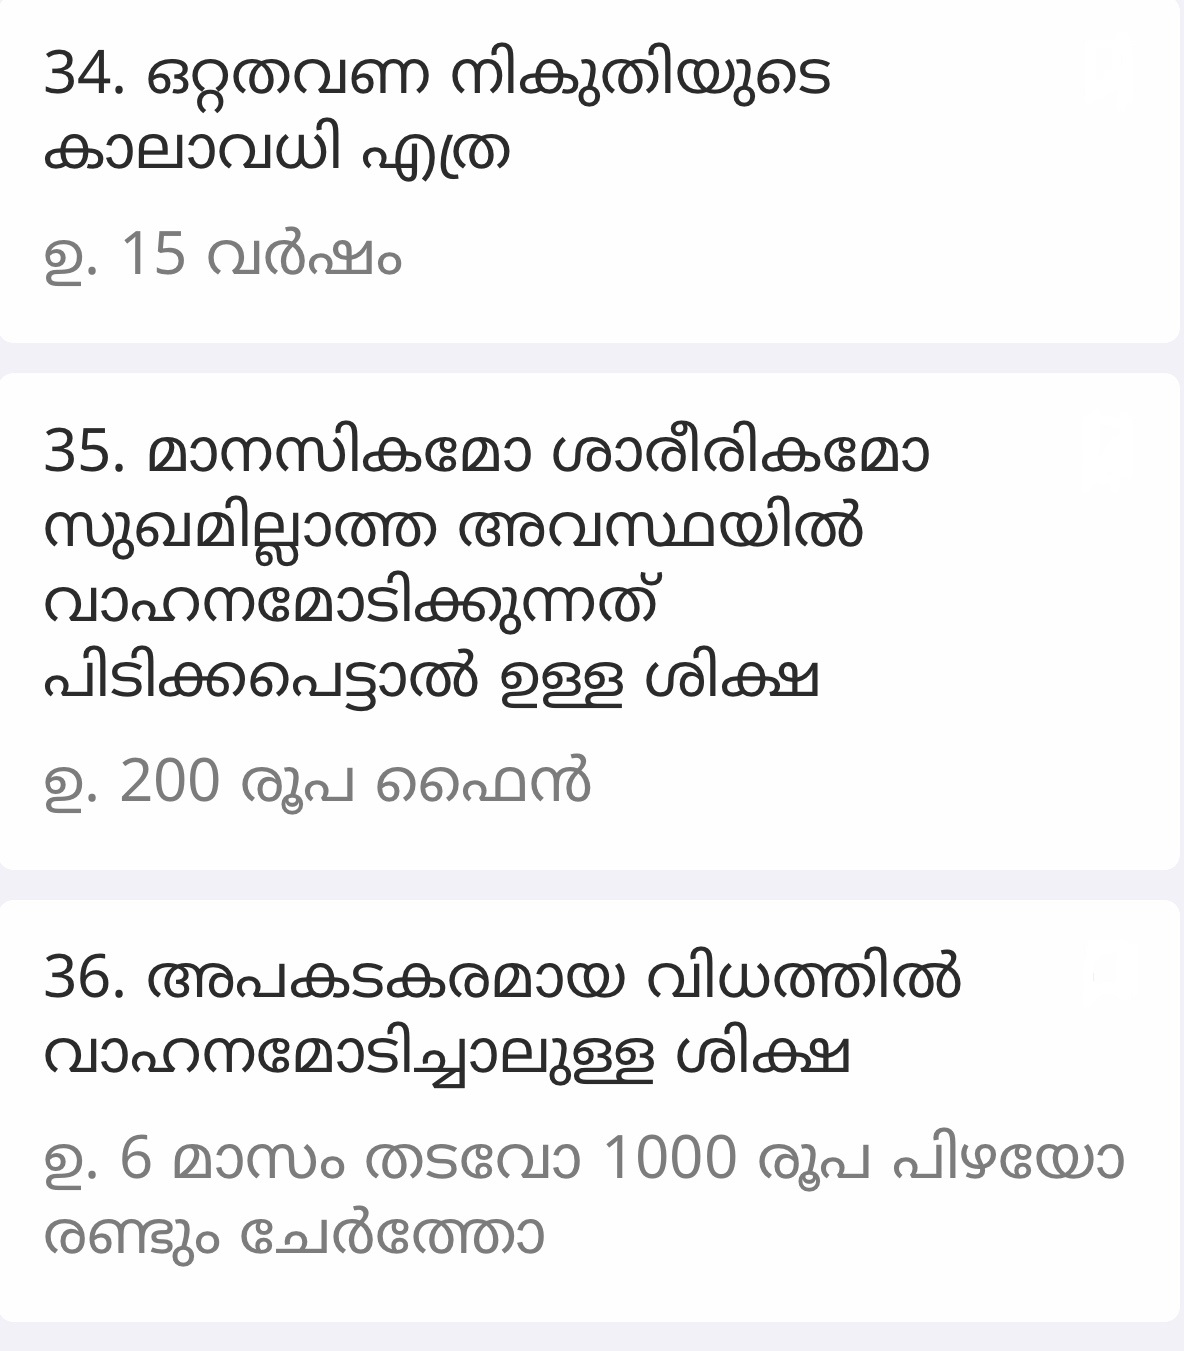 34. ഒറ്റതവണ നികുതിയുടെ
കാലാവധി എത്ര
ഉ. 15 വർഷം
35. മാനസികമോ ശാരീരികമോ
സുഖമില്ലാത്ത അവസ്ഥയിൽ
വാഹനമോടിക്കുന്നത്
പിടിക്കപെട്ടാൽ ഉള്ള ശിക്ഷ
ഉ. 200 രൂപ ഫൈൻ
36. അപകടകരമായ വിധത്തിൽ
വാഹനമോടിച്ചാലുള്ള ശിക്ഷ
ഉ. 6 മാസം തടവോ 1000 രൂപ പിഴയോ
രണ്ടും ചേർത്തോ